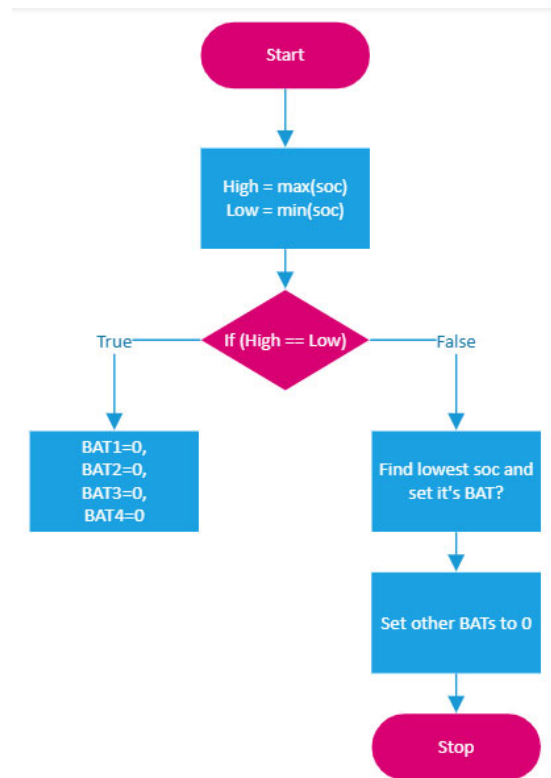 Start
High = max(soc)
Low = min(soc)
If (High == Low)
True
False
BAT1=0,
BAT2=0,
BAT3=0,
BAT4=0
Find lowest soc and
set it's BAT?
Set other BATs to 0
Stop